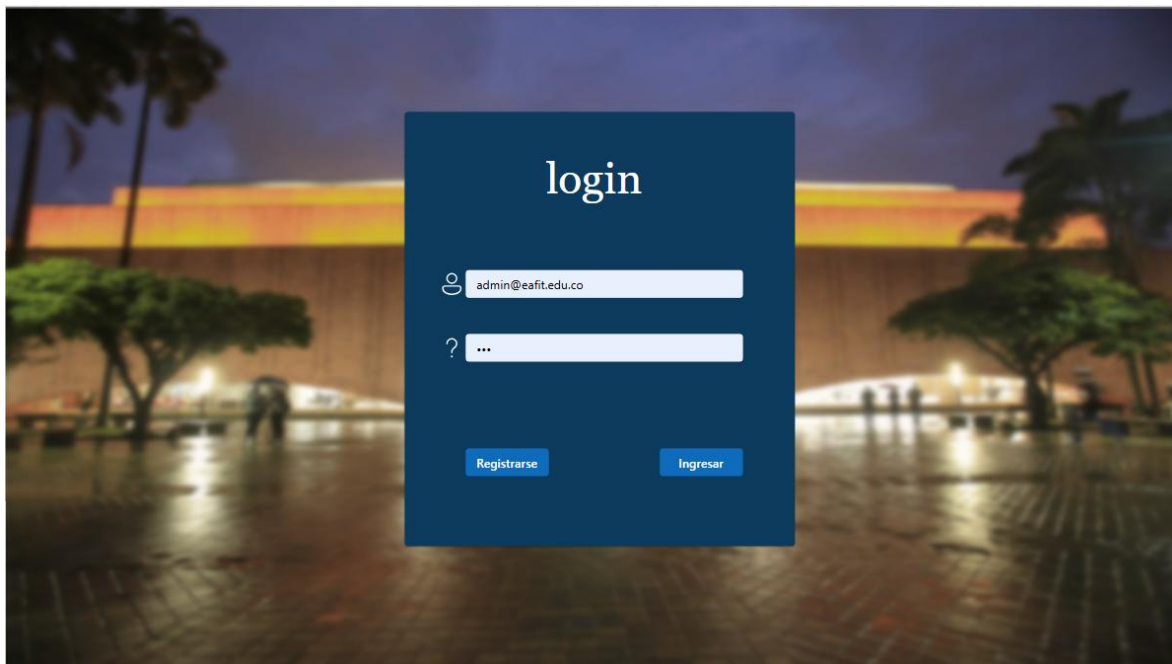 login
admin@eafit.edu.co
?
•••
Registrarse
Ingresar